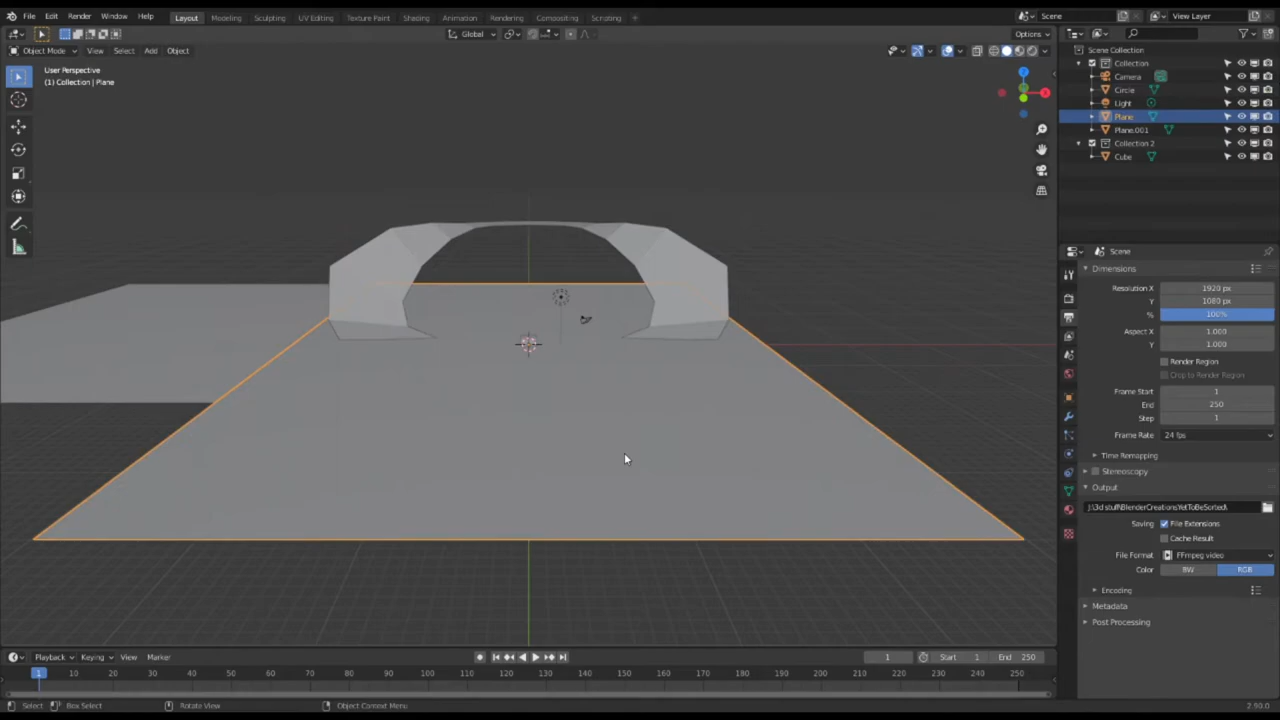 File Edit Render Window Help Layout Modeling Sculpting UV Editing Texture Paint Shading Animation Rendering Compositing Scripting + Scene View Layer
Object Mode View Select Add Object Global Options
User Perspective
(1) Collection | Plane
Scene Collection
Collection
Camera
Circle
Light
Plane
Plane.001
Collection 2
Cube
Scene
Dimensions
Resolution X 1920 px
Y 1080 px
% 100%
Aspect X 1.000
Y 1.000
Render Region
Crop to Render Region
Frame Start 1
End 250
Step 1
Frame Rate 24 fps
Time Remapping
Stereoscopy
Output
J:\3d stuff\BlenderCreationsYetToBeSorted\
Saving File Extensions
Cache Result
File Format FFmpeg video
Color BW RGB
Encoding
Metadata
Post Processing
Playback Keying View Marker 1 Start 1 End 250
1 10 20 30 40 50 60 70 80 90 100 110 120 130 140 150 160 170 180 190 200 210 220 230 240 250
Select Box Select Rotate View Object Context Menu 2.90.0